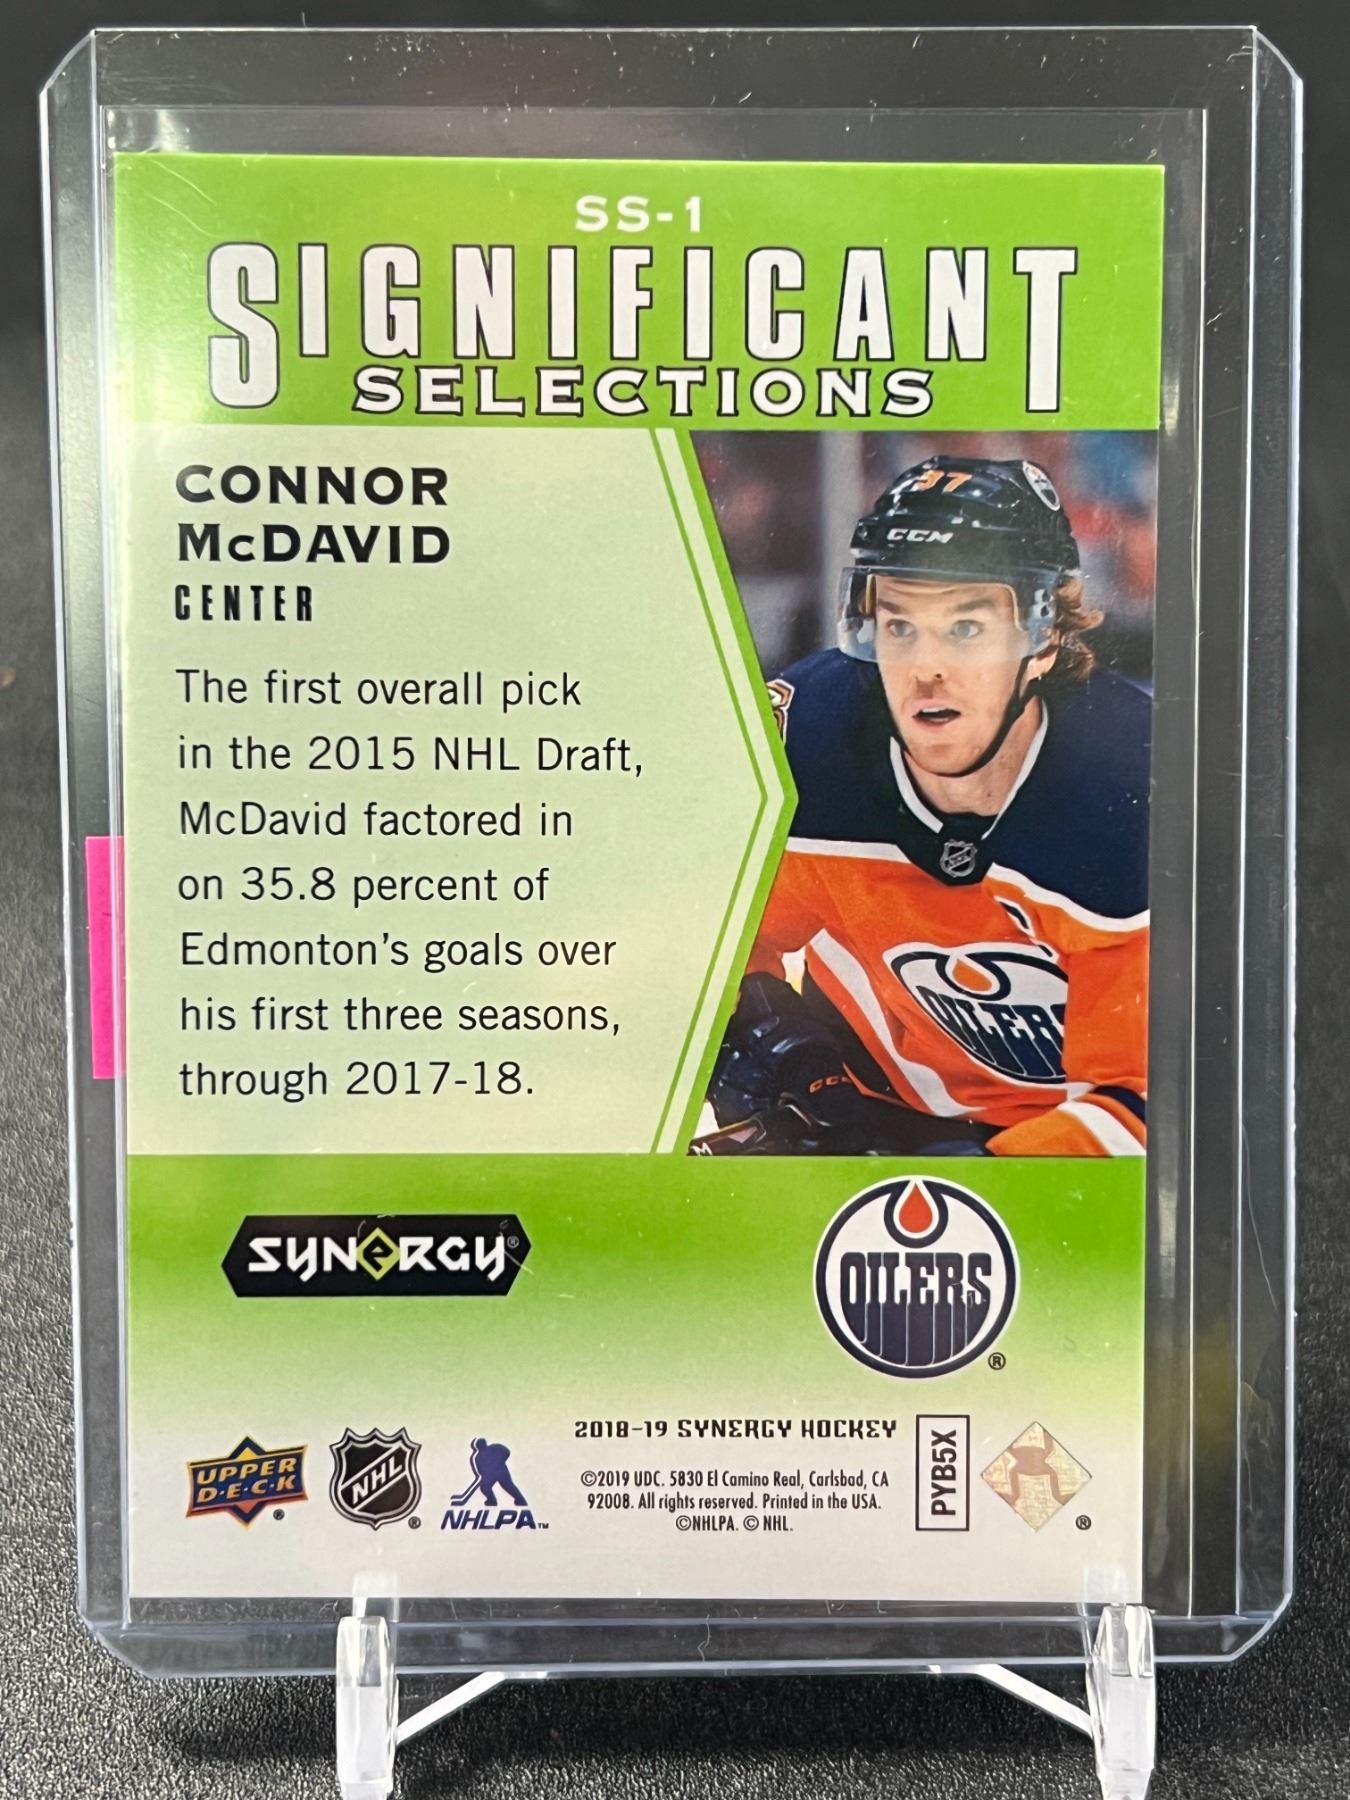 SS-1
SIGNIFICANT
SELECTIONS
CONNOR
McDAVID
CENTER
The first overall pick
in the 2015 NHL Draft,
McDavid factored in
on 35.8 percent of
Edmonton's goals over
his first three seasons,
through 2017-18.
97
CCM
OILERS
CCM
SYNERGY®
OILERS
®
2018-19 SYNERGY HOCKEY
UPPER
D·E·C·K
®
NHL
®
NHLPA™
©2019 UDC. 5830 El Camino Real, Carlsbad, CA
92008. All rights reserved. Printed in the USA.
©NHLPA. © NHL.
PYB5X
®